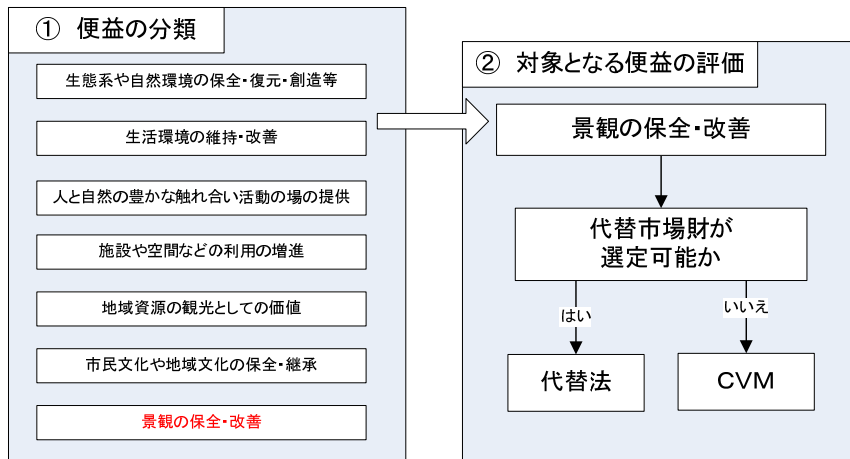 ① 便益の分類
生態系や自然環境の保全・復元・創造等
生活環境の維持・改善
人と自然の豊かな触れ合い活動の場の提供
施設や空間などの利用の増進
地域資源の観光としての価値
市民文化や地域文化の保全・継承
景観の保全・改善
② 対象となる便益の評価
景観の保全・改善
代替市場財が
選定可能か
はい
いいえ
代替法
CVM